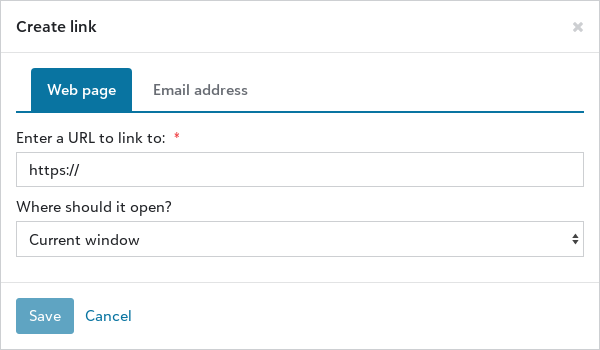 Create link
Web page Email address
Enter a URL to link to: *
https://
Where should it open?
Current window
Save Cancel